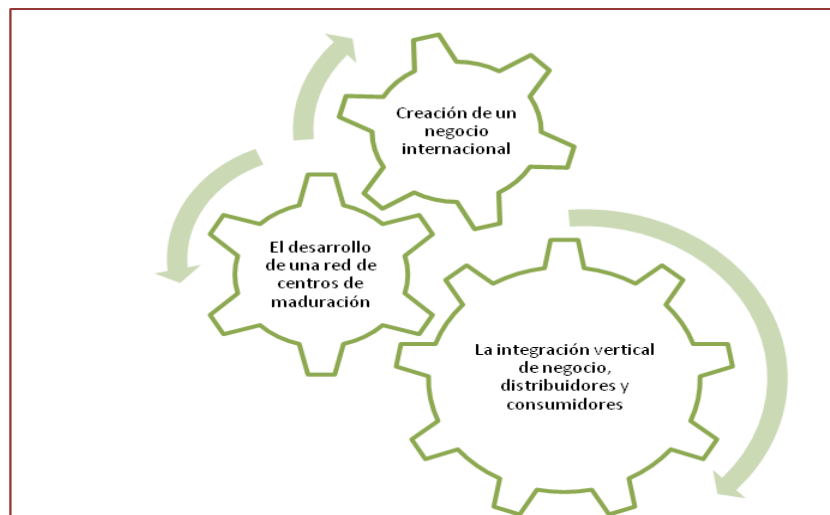 Creación de un
negocio
internacional
El desarrollo
de una red de
centros de
maduración
La integración vertical
de negocio,
distribuidores y
consumidores